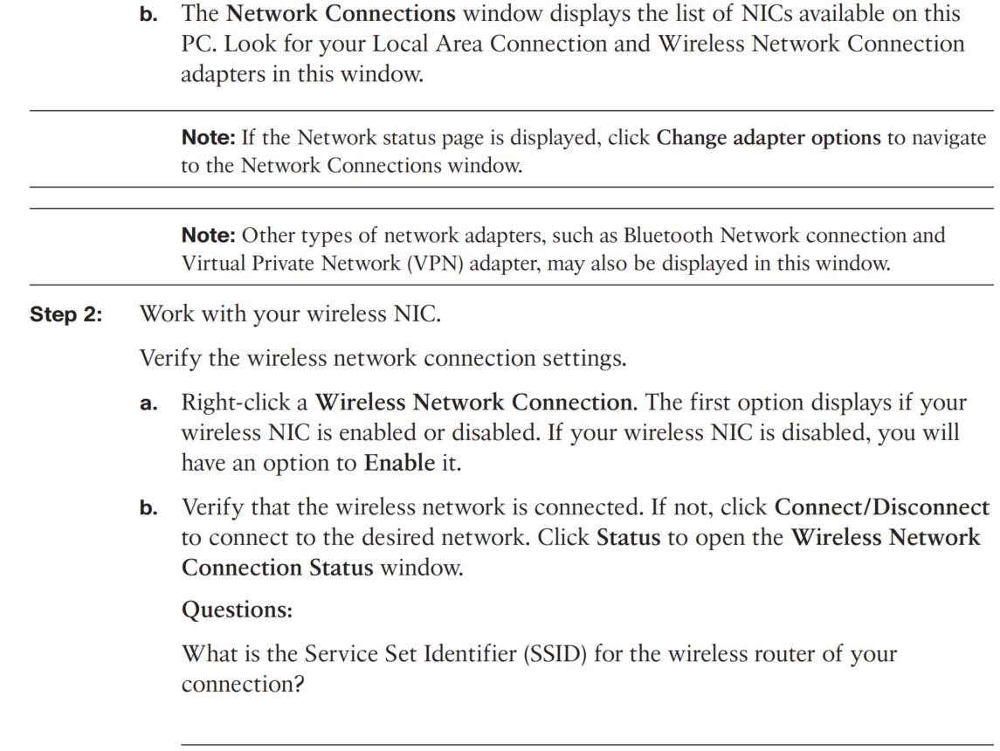 b. The Network Connections window displays the list of NICs available on this
PC. Look for your Local Area Connection and Wireless Network Connection
adapters in this window.
Note: If the Network status page is displayed, click Change adapter options to navigate
to the Network Connections window.
Note: Other types of network adapters, such as Bluetooth Network connection and
Virtual Private Network (VPN) adapter, may also be displayed in this window.
Step 2: Work with your wireless NIC.
Verify the wireless network connection settings.
a. Right-click a Wireless Network Connection. The first option displays if your
wireless NIC is enabled or disabled. If your wireless NIC is disabled, you will
have an option to Enable it.
b. Verify that the wireless network is connected. If not, click Connect/Disconnect
to connect to the desired network. Click Status to open the Wireless Network
Connection Status window.
Questions:
What is the Service Set Identifier (SSID) for the wireless router of your
connection?